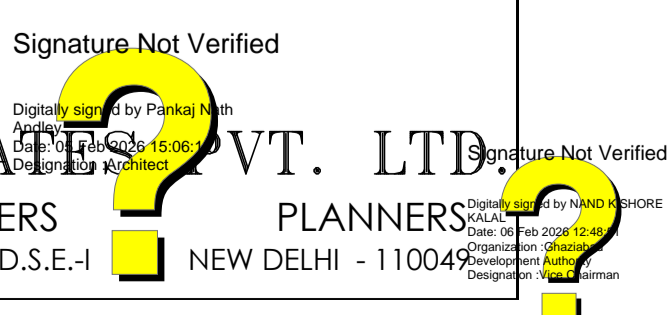 Signature Not Verified
Digitally signed by Pankaj Nath
Andley
Date: 05 Feb 2026 15:06:1
Designation :Architect
ATES PVT. LTD.
ERS PLANNERS
D.S.E.-I NEW DELHI - 110049
Signature Not Verified
Digitally signed by NAND KISHORE
KALAL
Date: 06 Feb 2026 12:48:
Organization :Ghaziabad
Development Authority
Designation :Vice Chairman